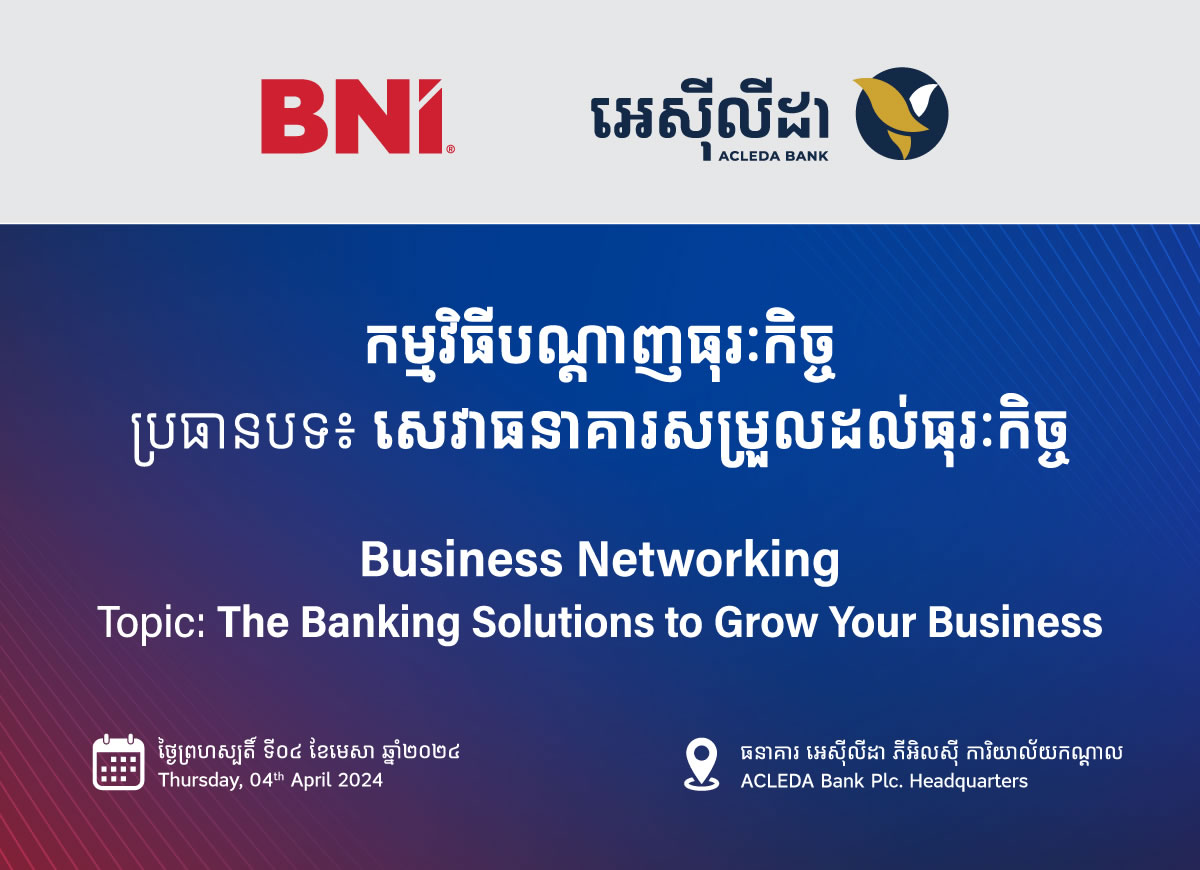 BNI®
អេស៊ីលីដា
ACLEDA BANK
កម្មវិធីបណ្តាញធុរៈកិច្ច
ប្រធានបទ៖ សេវាធនាគារសម្រួលដល់ធុរៈកិច្ច
Business Networking
Topic: The Banking Solutions to Grow Your Business
ថ្ងៃព្រហស្បតិ៍ ទី០៤ ខែមេសា ឆ្នាំ២០២៤
Thursday, 04th April 2024
ធនាគារ អេស៊ីលីដា ភីអិលស៊ី ការិយាល័យកណ្តាល
ACLEDA Bank Plc. Headquarters